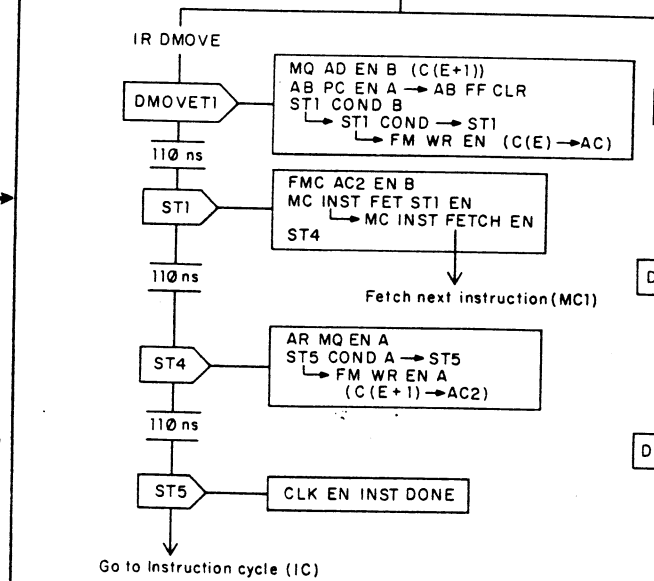 IR DMOVE
DMOVET1
MQ AD EN B (C(E+1))
AB PC EN A → AB FF CLR
ST1 COND B
ST1 COND → ST1
FM WR EN (C(E) → AC)
110 ns
ST1
FMC AC2 EN B
MC INST FET ST1 EN
MC INST FETCH EN
ST4
110 ns
Fetch next instruction (MC1)
D
ST4
AR MQ EN A
ST5 COND A → ST5
FM WR EN A
(C(E+1) → AC2)
110 ns
D
ST5
CLK EN INST DONE
Go to Instruction cycle (IC)